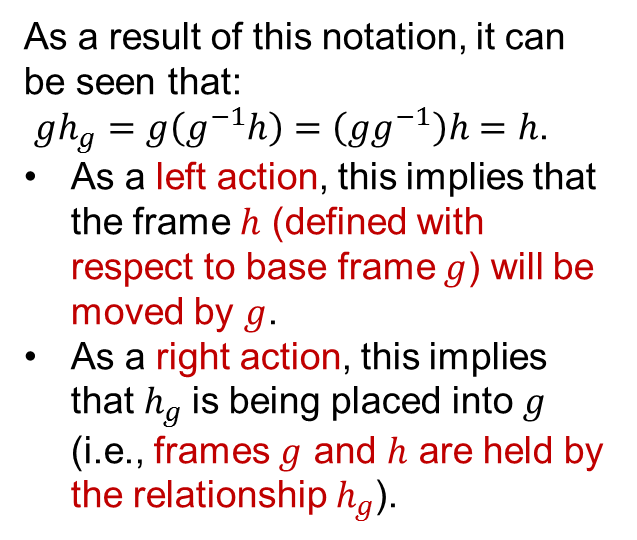 As a result of this notation, it can
be seen that:
𝑔ℎ_𝑔 = 𝑔(𝑔⁻¹ℎ) = (𝑔𝑔⁻¹)ℎ = ℎ.
• As a left action, this implies that
the frame ℎ (defined with
respect to base frame 𝑔) will be
moved by 𝑔.
• As a right action, this implies
that ℎ_𝑔 is being placed into 𝑔
(i.e., frames 𝑔 and ℎ are held by
the relationship ℎ_𝑔).